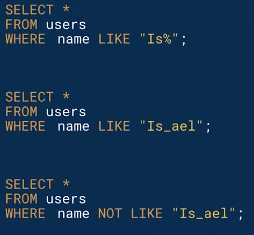 SELECT *
FROM users
WHERE name LIKE "Is%";
SELECT *
FROM users
WHERE name LIKE "Is_ael";
SELECT *
FROM users
WHERE name NOT LIKE "Is_ael";